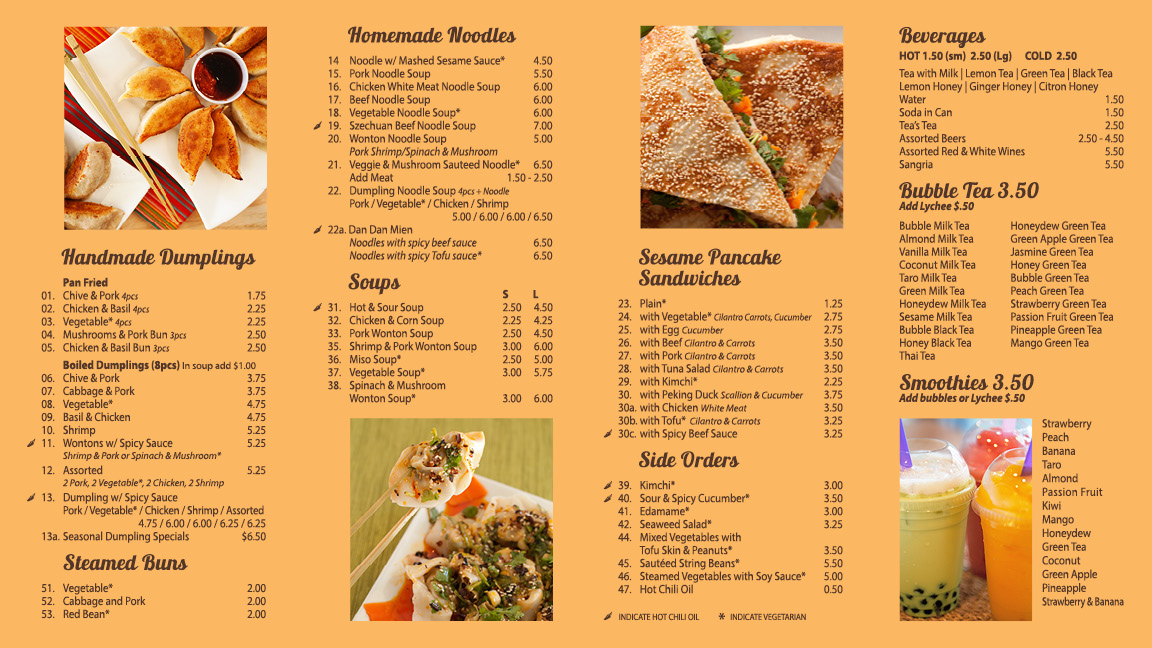 Handmade Dumplings
Pan Fried
01. Chive & Pork 4pcs 1.75
02. Chicken & Basil 4pcs 2.25
03. Vegetable* 4pcs 2.25
04. Mushrooms & Pork Bun 3pcs 2.50
05. Chicken & Basil Bun 3pcs 2.50
Boiled Dumplings (8pcs) In soup add $1.00
06. Chive & Pork 3.75
07. Cabbage & Pork 3.75
08. Vegetable* 4.75
09. Basil & Chicken 4.75
10. Shrimp 5.25
11. Wontons w/ Spicy Sauce 5.25
Shrimp & Pork or Spinach & Mushroom*
12. Assorted 5.25
2 Pork, 2 Vegetable*, 2 Chicken, 2 Shrimp
13. Dumpling w/ Spicy Sauce
Pork / Vegetable* / Chicken / Shrimp / Assorted
4.75 / 6.00 / 6.00 / 6.25 / 6.25
13a. Seasonal Dumpling Specials $6.50
Steamed Buns
51. Vegetable* 2.00
52. Cabbage and Pork 2.00
53. Red Bean* 2.00
Homemade Noodles
14 Noodle w/ Mashed Sesame Sauce* 4.50
15. Pork Noodle Soup 5.50
16. Chicken White Meat Noodle Soup 6.00
17. Beef Noodle Soup 6.00
18. Vegetable Noodle Soup* 6.00
19. Szechuan Beef Noodle Soup 7.00
20. Wonton Noodle Soup 5.00
Pork Shrimp/Spinach & Mushroom
21. Veggie & Mushroom Sauteed Noodle* 6.50
Add Meat 1.50 - 2.50
22. Dumpling Noodle Soup 4pcs + Noodle
Pork / Vegetable* / Chicken / Shrimp
5.00 / 6.00 / 6.00 / 6.50
22a. Dan Dan Mien
Noodles with spicy beef sauce 6.50
Noodles with spicy Tofu sauce* 6.50
Soups
S L
31. Hot & Sour Soup 2.50 4.50
32. Chicken & Corn Soup 2.25 4.25
33. Pork Wonton Soup 2.50 4.50
35. Shrimp & Pork Wonton Soup 3.00 6.00
36. Miso Soup* 2.50 5.00
37. Vegetable Soup* 3.00 5.75
38. Spinach & Mushroom
Wonton Soup* 3.00 6.00
Sesame Pancake
Sandwiches
23. Plain* 1.25
24. with Vegetable* Cilantro Carrots, Cucumber 2.75
25. with Egg Cucumber 2.75
26. with Beef Cilantro & Carrots 3.50
27. with Pork Cilantro & Carrots 3.50
28. with Tuna Salad Cilantro & Carrots 3.50
29. with Kimchi* 2.25
30. with Peking Duck Scallion & Cucumber 3.75
30a. with Chicken White Meat 3.50
30b. with Tofu* Cilantro & Carrots 3.25
30c. with Spicy Beef Sauce 3.25
Side Orders
39. Kimchi* 3.00
40. Sour & Spicy Cucumber* 3.50
41. Edamame* 3.00
42. Seaweed Salad* 3.25
44. Mixed Vegetables with
Tofu Skin & Peanuts* 3.50
45. Sautéed String Beans* 5.50
46. Steamed Vegetables with Soy Sauce* 5.00
47. Hot Chili Oil 0.50
INDICATE HOT CHILI OIL * INDICATE VEGETARIAN
Beverages
HOT 1.50 (sm) 2.50 (Lg) COLD 2.50
Tea with Milk | Lemon Tea | Green Tea | Black Tea
Lemon Honey | Ginger Honey | Citron Honey
Water 1.50
Soda in Can 1.50
Tea's Tea 2.50
Assorted Beers 2.50 - 4.50
Assorted Red & White Wines 5.50
Sangria 5.50
Bubble Tea 3.50
Add Lychee $.50
Bubble Milk Tea
Almond Milk Tea
Vanilla Milk Tea
Coconut Milk Tea
Taro Milk Tea
Green Milk Tea
Honeydew Milk Tea
Sesame Milk Tea
Bubble Black Tea
Honey Black Tea
Thai Tea
Honeydew Green Tea
Green Apple Green Tea
Jasmine Green Tea
Honey Green Tea
Bubble Green Tea
Peach Green Tea
Strawberry Green Tea
Passion Fruit Green Tea
Pineapple Green Tea
Mango Green Tea
Smoothies 3.50
Add bubbles or Lychee $.50
Strawberry
Peach
Banana
Taro
Almond
Passion Fruit
Kiwi
Mango
Honeydew
Green Tea
Coconut
Green Apple
Pineapple
Strawberry & Banana